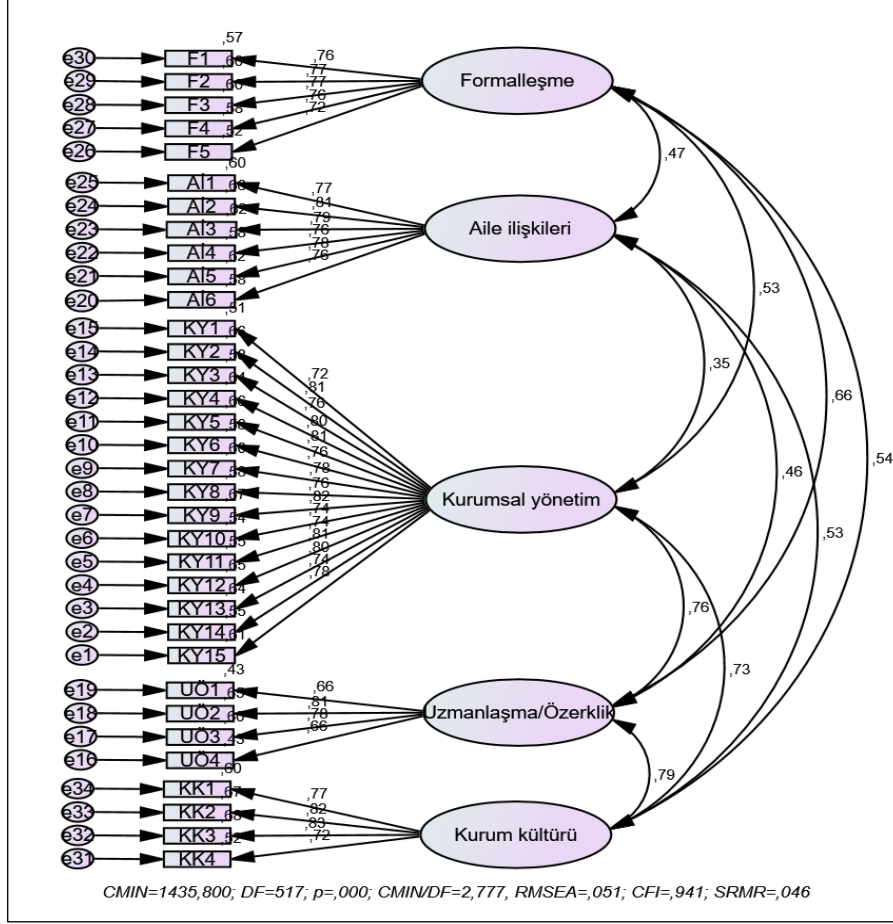 ,57
e30 F1 ,76 Formalleşme
e29 F2 ,77
e28 F3 ,77
e27 F4 ,76
e26 F5 ,72
,47
,60
e25 Aİ1 ,77 Aile ilişkileri
e24 Aİ2 ,81
e23 Aİ3 ,79
e22 Aİ4 ,76
e21 Aİ5 ,78
e20 Aİ6 ,76
,53
,35
,66
,54
,51
e15 KY1 ,72 Kurumsal yönetim
e14 KY2 ,81
e13 KY3 ,76
e12 KY4 ,80
e11 KY5 ,81
e10 KY6 ,76
e9 KY7 ,78
e8 KY8 ,76
e7 KY9 ,82
e6 KY10 ,74
e5 KY11 ,74
e4 KY12 ,81
e3 KY13 ,80
e2 KY14 ,74
e1 KY15 ,78
,46
,53
,76
,73
,43
e19 UÖ1 ,66 Uzmanlaşma/Özerklik
e18 UÖ2 ,81
e17 UÖ3 ,78
e16 UÖ4 ,66
,79
,60
e34 KK1 ,77 Kurum kültürü
e33 KK2 ,82
e32 KK3 ,83
e31 KK4 ,72
CMIN=1435,800; DF=517; p=,000; CMIN/DF=2,777, RMSEA=,051; CFI=,941; SRMR=,046